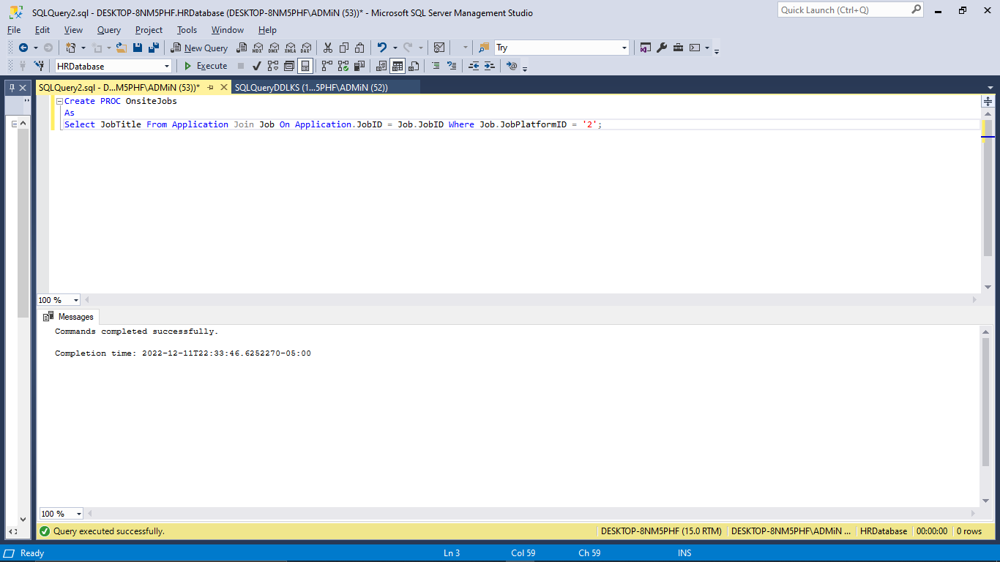 SQLQuery2.sql - DESKTOP-8NM5PHF.HRDatabase (DESKTOP-8NM5PHF\ADMiN (53))* - Microsoft SQL Server Management Studio
Quick Launch (Ctrl+Q)
File Edit View Query Project Tools Window Help
New Query MDX DMX XMLA DAX Try
HRDatabase Execute
SQLQuery2.sql - D...M5PHF\ADMiN (53))* SQLQueryDDLKS (1...5PHF\ADMiN (52))
Create PROC OnsiteJobs
As
Select JobTitle From Application Join Job On Application.JobID = Job.JobID Where Job.JobPlatformID = '2';
100 %
Messages
Commands completed successfully.
Completion time: 2022-12-11T22:33:46.6252270-05:00
100 %
Query executed successfully. DESKTOP-8NM5PHF (15.0 RTM) DESKTOP-8NM5PHF\ADMiN ... HRDatabase 00:00:00 0 rows
Ready Ln 3 Col 59 Ch 59 INS